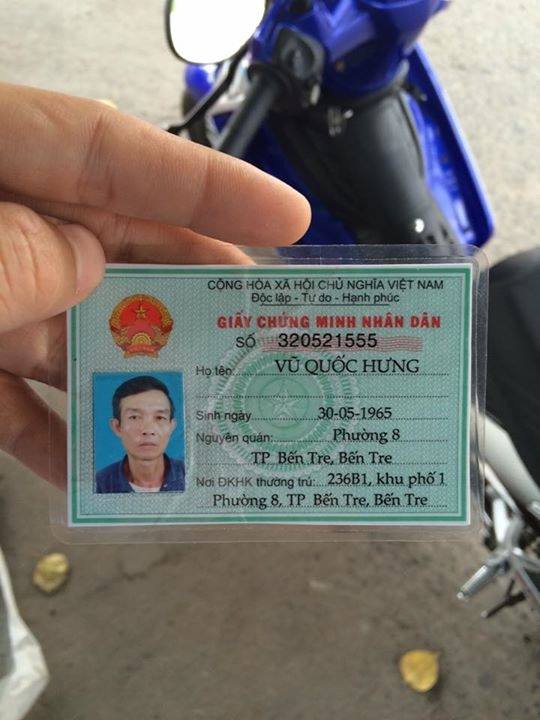 CỘNG HÒA XÃ HỘI CHỦ NGHĨA VIỆT NAM
Độc lập - Tự do - Hạnh phúc
GIẤY CHỨNG MINH NHÂN DÂN
SỐ 320521555
Họ tên: VŨ QUỐC HƯNG
Sinh ngày 30-05-1965
Nguyên quán: Phường 8
TP Bến Tre, Bến Tre
Nơi ĐKHK thường trú: 236B1, khu phố 1
Phường 8, TP Bến Tre, Bến Tre